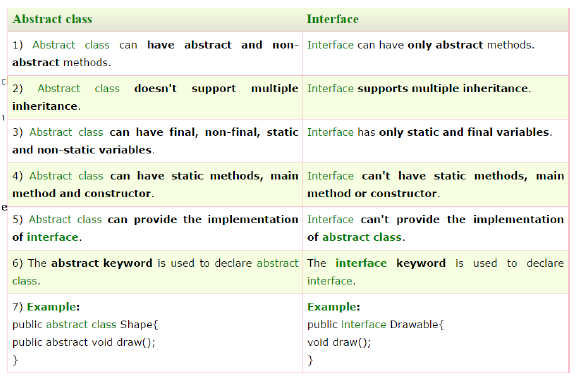 Abstract class Interface
1) Abstract class can have abstract and non-abstract methods. Interface can have only abstract methods.
2) Abstract class doesn't support multiple inheritance. Interface supports multiple inheritance.
3) Abstract class can have final, non-final, static and non-static variables. Interface has only static and final variables.
4) Abstract class can have static methods, main method and constructor. Interface can't have static methods, main method or constructor.
5) Abstract class can provide the implementation of interface. Interface can't provide the implementation of abstract class.
6) The abstract keyword is used to declare abstract class. The interface keyword is used to declare interface.
7) Example:
public abstract class Shape{
public abstract void draw();
}
Example:
public interface Drawable{
void draw();
}